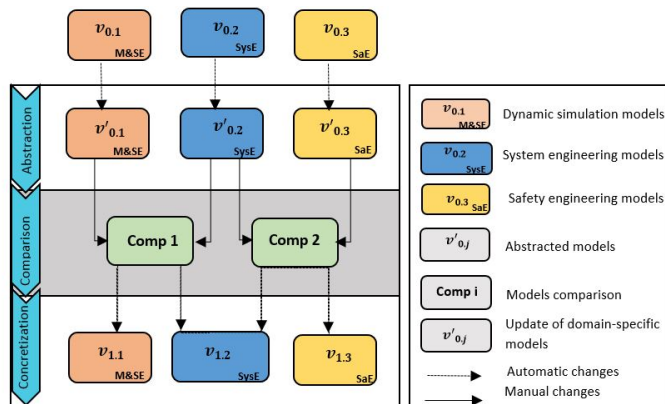 v0.1
M&SE
v0.2
SysE
v0.3
SaE
Abstraction
v'0.1
M&SE
v'0.2
SysE
v'0.3
SaE
Comparison
Comp 1
Comp 2
Concretization
v1.1
M&SE
v1.2
SysE
v1.3
SaE
v0.1
M&SE
Dynamic simulation models
v0.2
SysE
System engineering models
v0.3 SaE
Safety engineering models
v'0.j
Abstracted models
Comp i
Models comparison
v'0.j
Update of domain-specific
models
Automatic changes
Manual changes